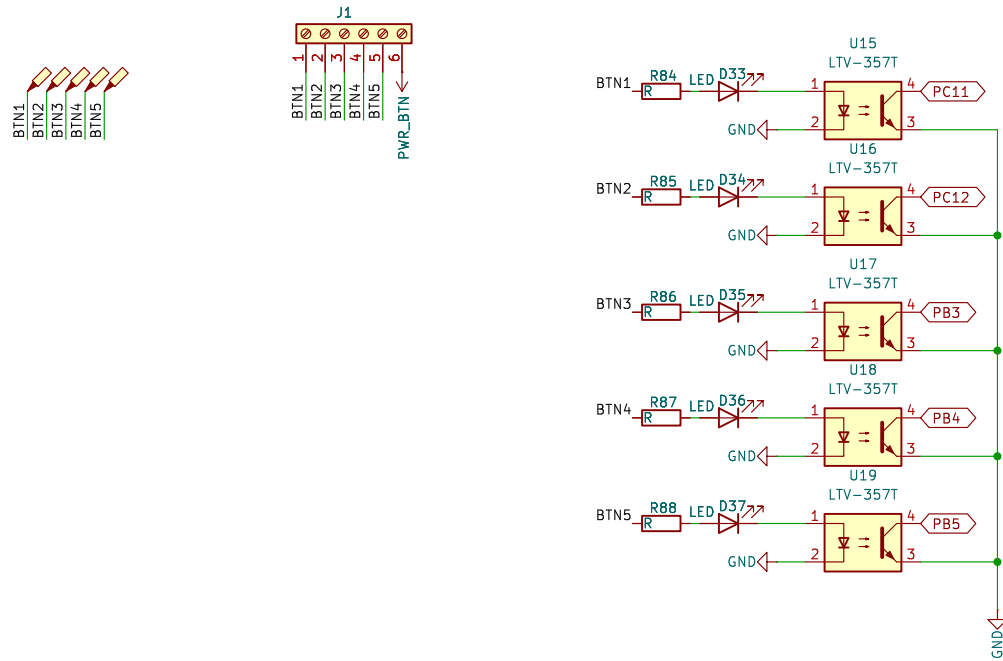 J1
1 2 3 4 5 6
BTN1 BTN2 BTN3 BTN4 BTN5 PWR_BTN
BTN1 BTN2 BTN3 BTN4 BTN5
U15
LTV-357T
BTN1 R84 R LED D33 1 4 PC11
GND 2 3
U16
LTV-357T
BTN2 R85 R LED D34 1 4 PC12
GND 2 3
U17
LTV-357T
BTN3 R86 R LED D35 1 4 PB3
GND 2 3
U18
LTV-357T
BTN4 R87 R LED D36 1 4 PB4
GND 2 3
U19
LTV-357T
BTN5 R88 R LED D37 1 4 PB5
GND 2 3
GND